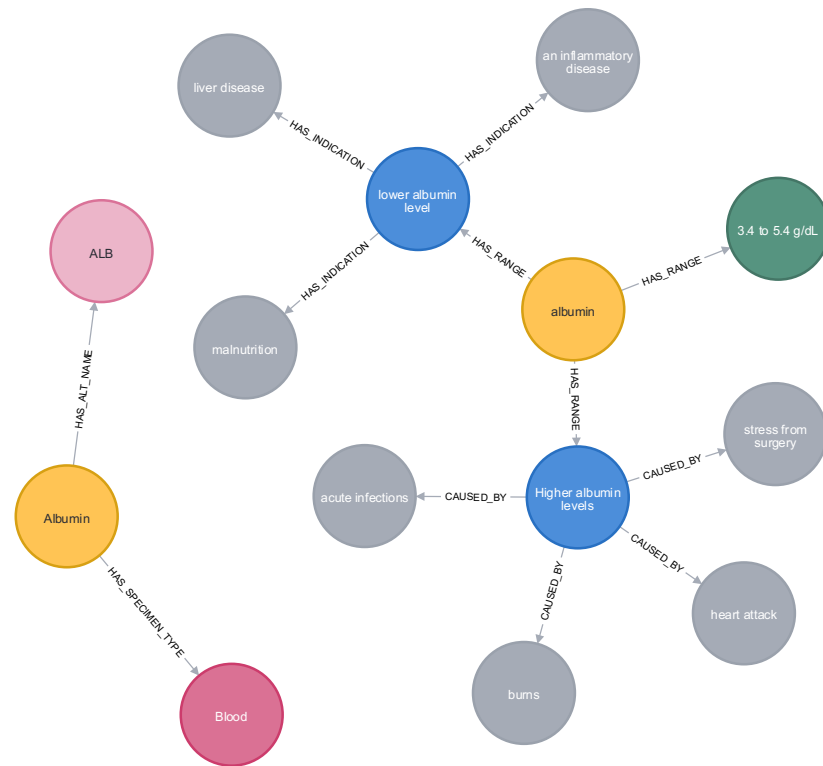 an inflammatory
disease
liver disease
HAS_INDICATION
HAS_INDICATION
lower albumin
level
3.4 to 5.4 g/dL
ALB
HAS_RANGE
HAS_RANGE
HAS_INDICATION
albumin
malnutrition
HAS_ALT_NAME
HAS_RANGE
stress from
surgery
CAUSED_BY
acute infections
CAUSED_BY
Higher albumin
levels
Albumin
CAUSED_BY
CAUSED_BY
HAS_SPECIMEN_TYPE
heart attack
burns
Blood